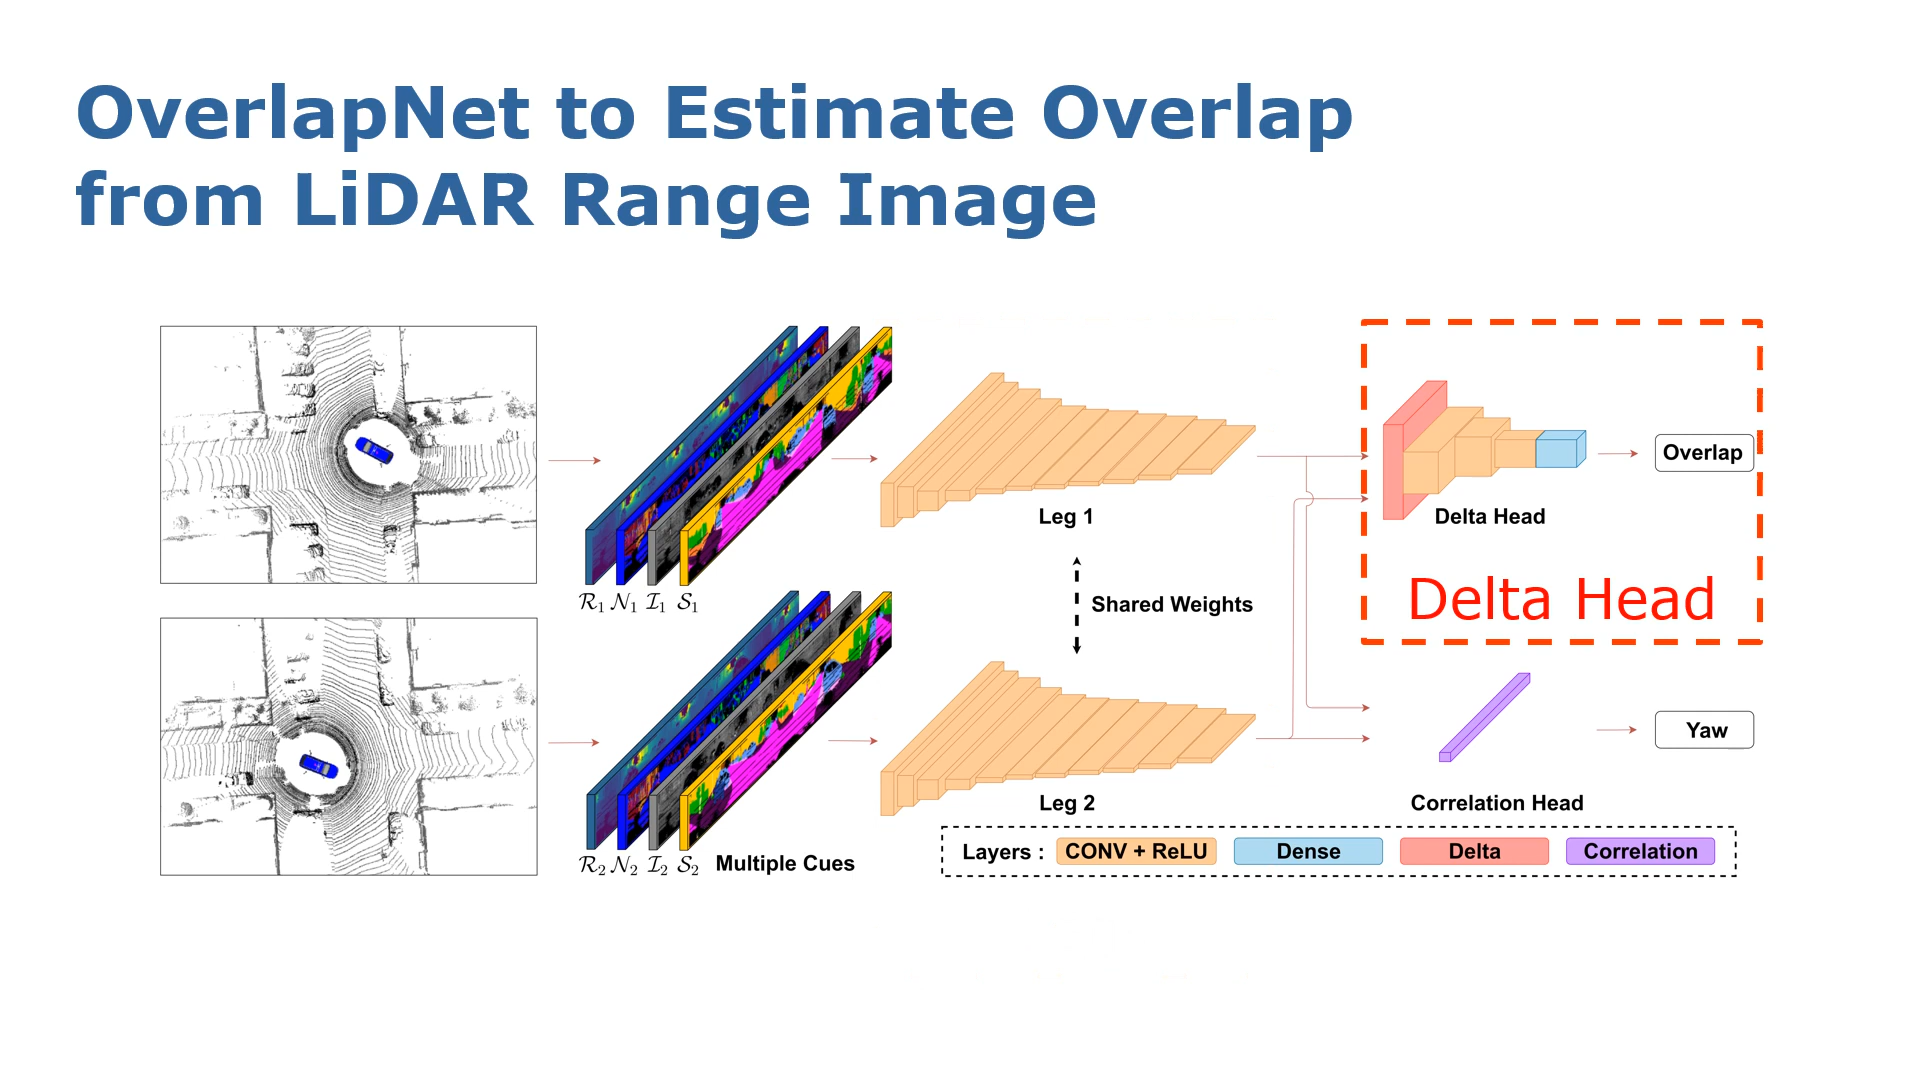 OverlapNet to Estimate Overlap
from LiDAR Range Image
Leg 1
Overlap
Delta Head
Delta Head
ℛ₁ 𝒩₁ ℐ₁ 𝒮₁
Shared Weights
Yaw
Leg 2
Correlation Head
ℛ₂ 𝒩₂ ℐ₂ 𝒮₂
Multiple Cues
Layers : CONV + ReLU Dense Delta Correlation